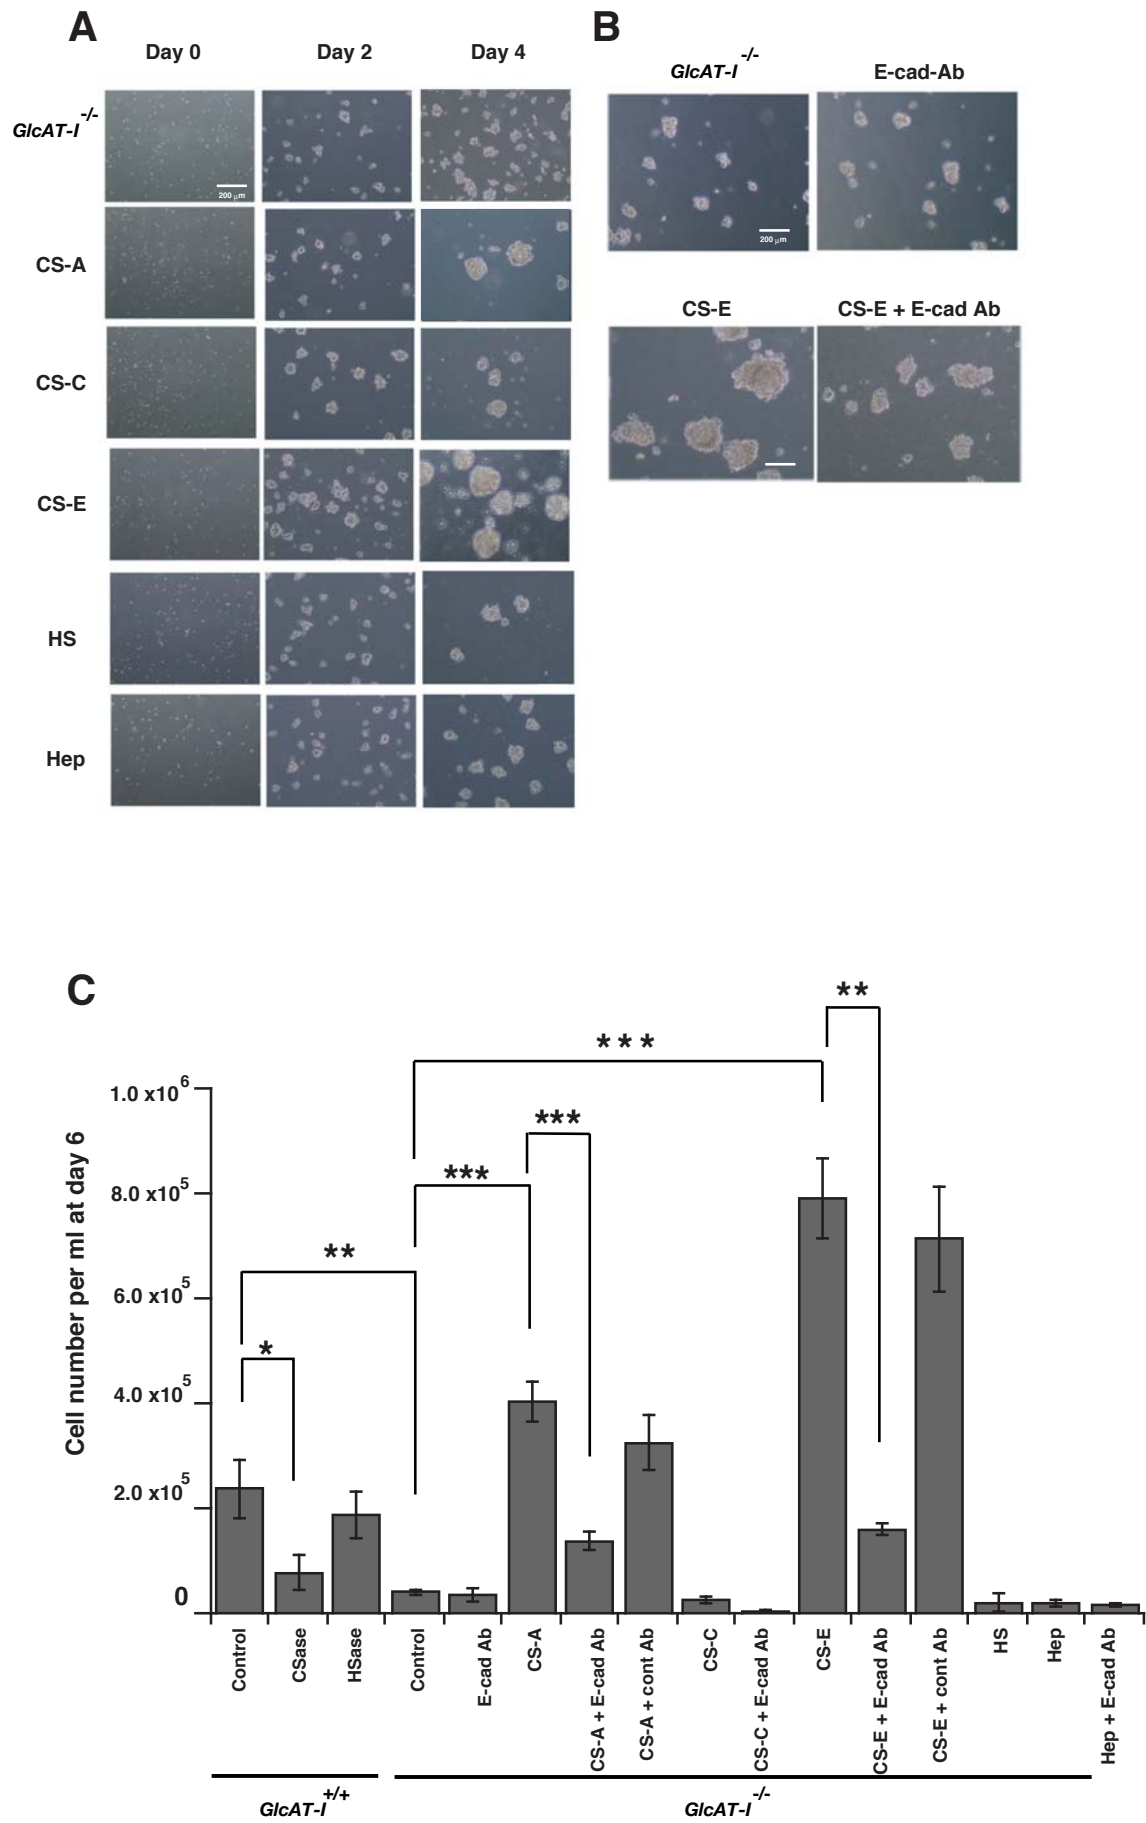 A
Day 0
Day 2
Day 4
GlcAT-I -/-
200 µm
CS-A
CS-C
CS-E
HS
Hep
B
GlcAT-I -/-
E-cad-Ab
200 µm
CS-E
CS-E + E-cad Ab
C
Cell number per ml at day 6
1.0 x10^6
8.0 x10^5
6.0 x10^5
4.0 x10^5
2.0 x10^5
0
*
**
***
***
***
**
Control
CSase
HSase
Control
E-cad Ab
CS-A
CS-A + E-cad Ab
CS-A + cont Ab
CS-C
CS-C + E-cad Ab
CS-E
CS-E + E-cad Ab
CS-E + cont Ab
HS
Hep
Hep + E-cad Ab
GlcAT-I +/+
GlcAT-I -/-